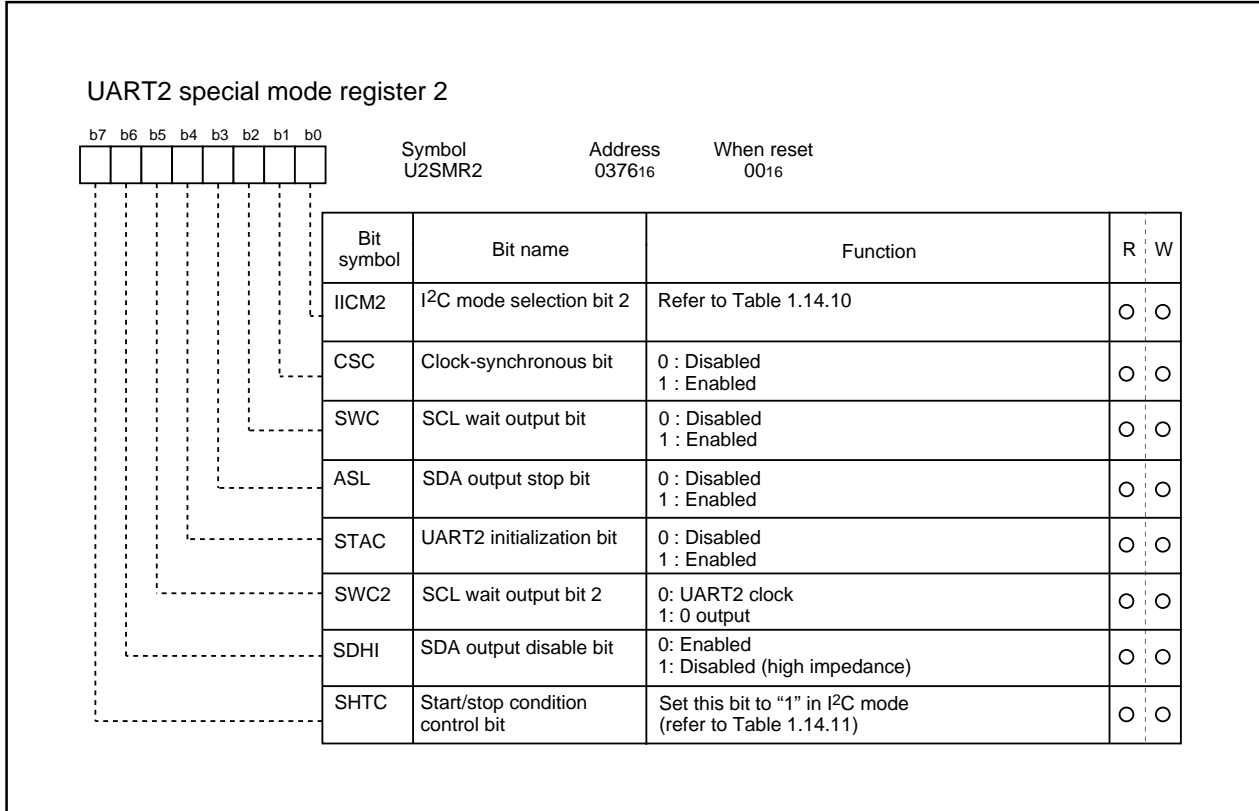 UART2 special mode register 2
b7 b6 b5 b4 b3 b2 b1 b0
Symbol Address When reset
U2SMR2 037616 0016
Bit symbol Bit name Function R W
IICM2 I2C mode selection bit 2 Refer to Table 1.14.10
CSC Clock-synchronous bit 0 : Disabled
1 : Enabled
SWC SCL wait output bit 0 : Disabled
1 : Enabled
ASL SDA output stop bit 0 : Disabled
1 : Enabled
STAC UART2 initialization bit 0 : Disabled
1 : Enabled
SWC2 SCL wait output bit 2 0: UART2 clock
1: 0 output
SDHI SDA output disable bit 0: Enabled
1: Disabled (high impedance)
SHTC Start/stop condition control bit Set this bit to “1” in I2C mode
(refer to Table 1.14.11)